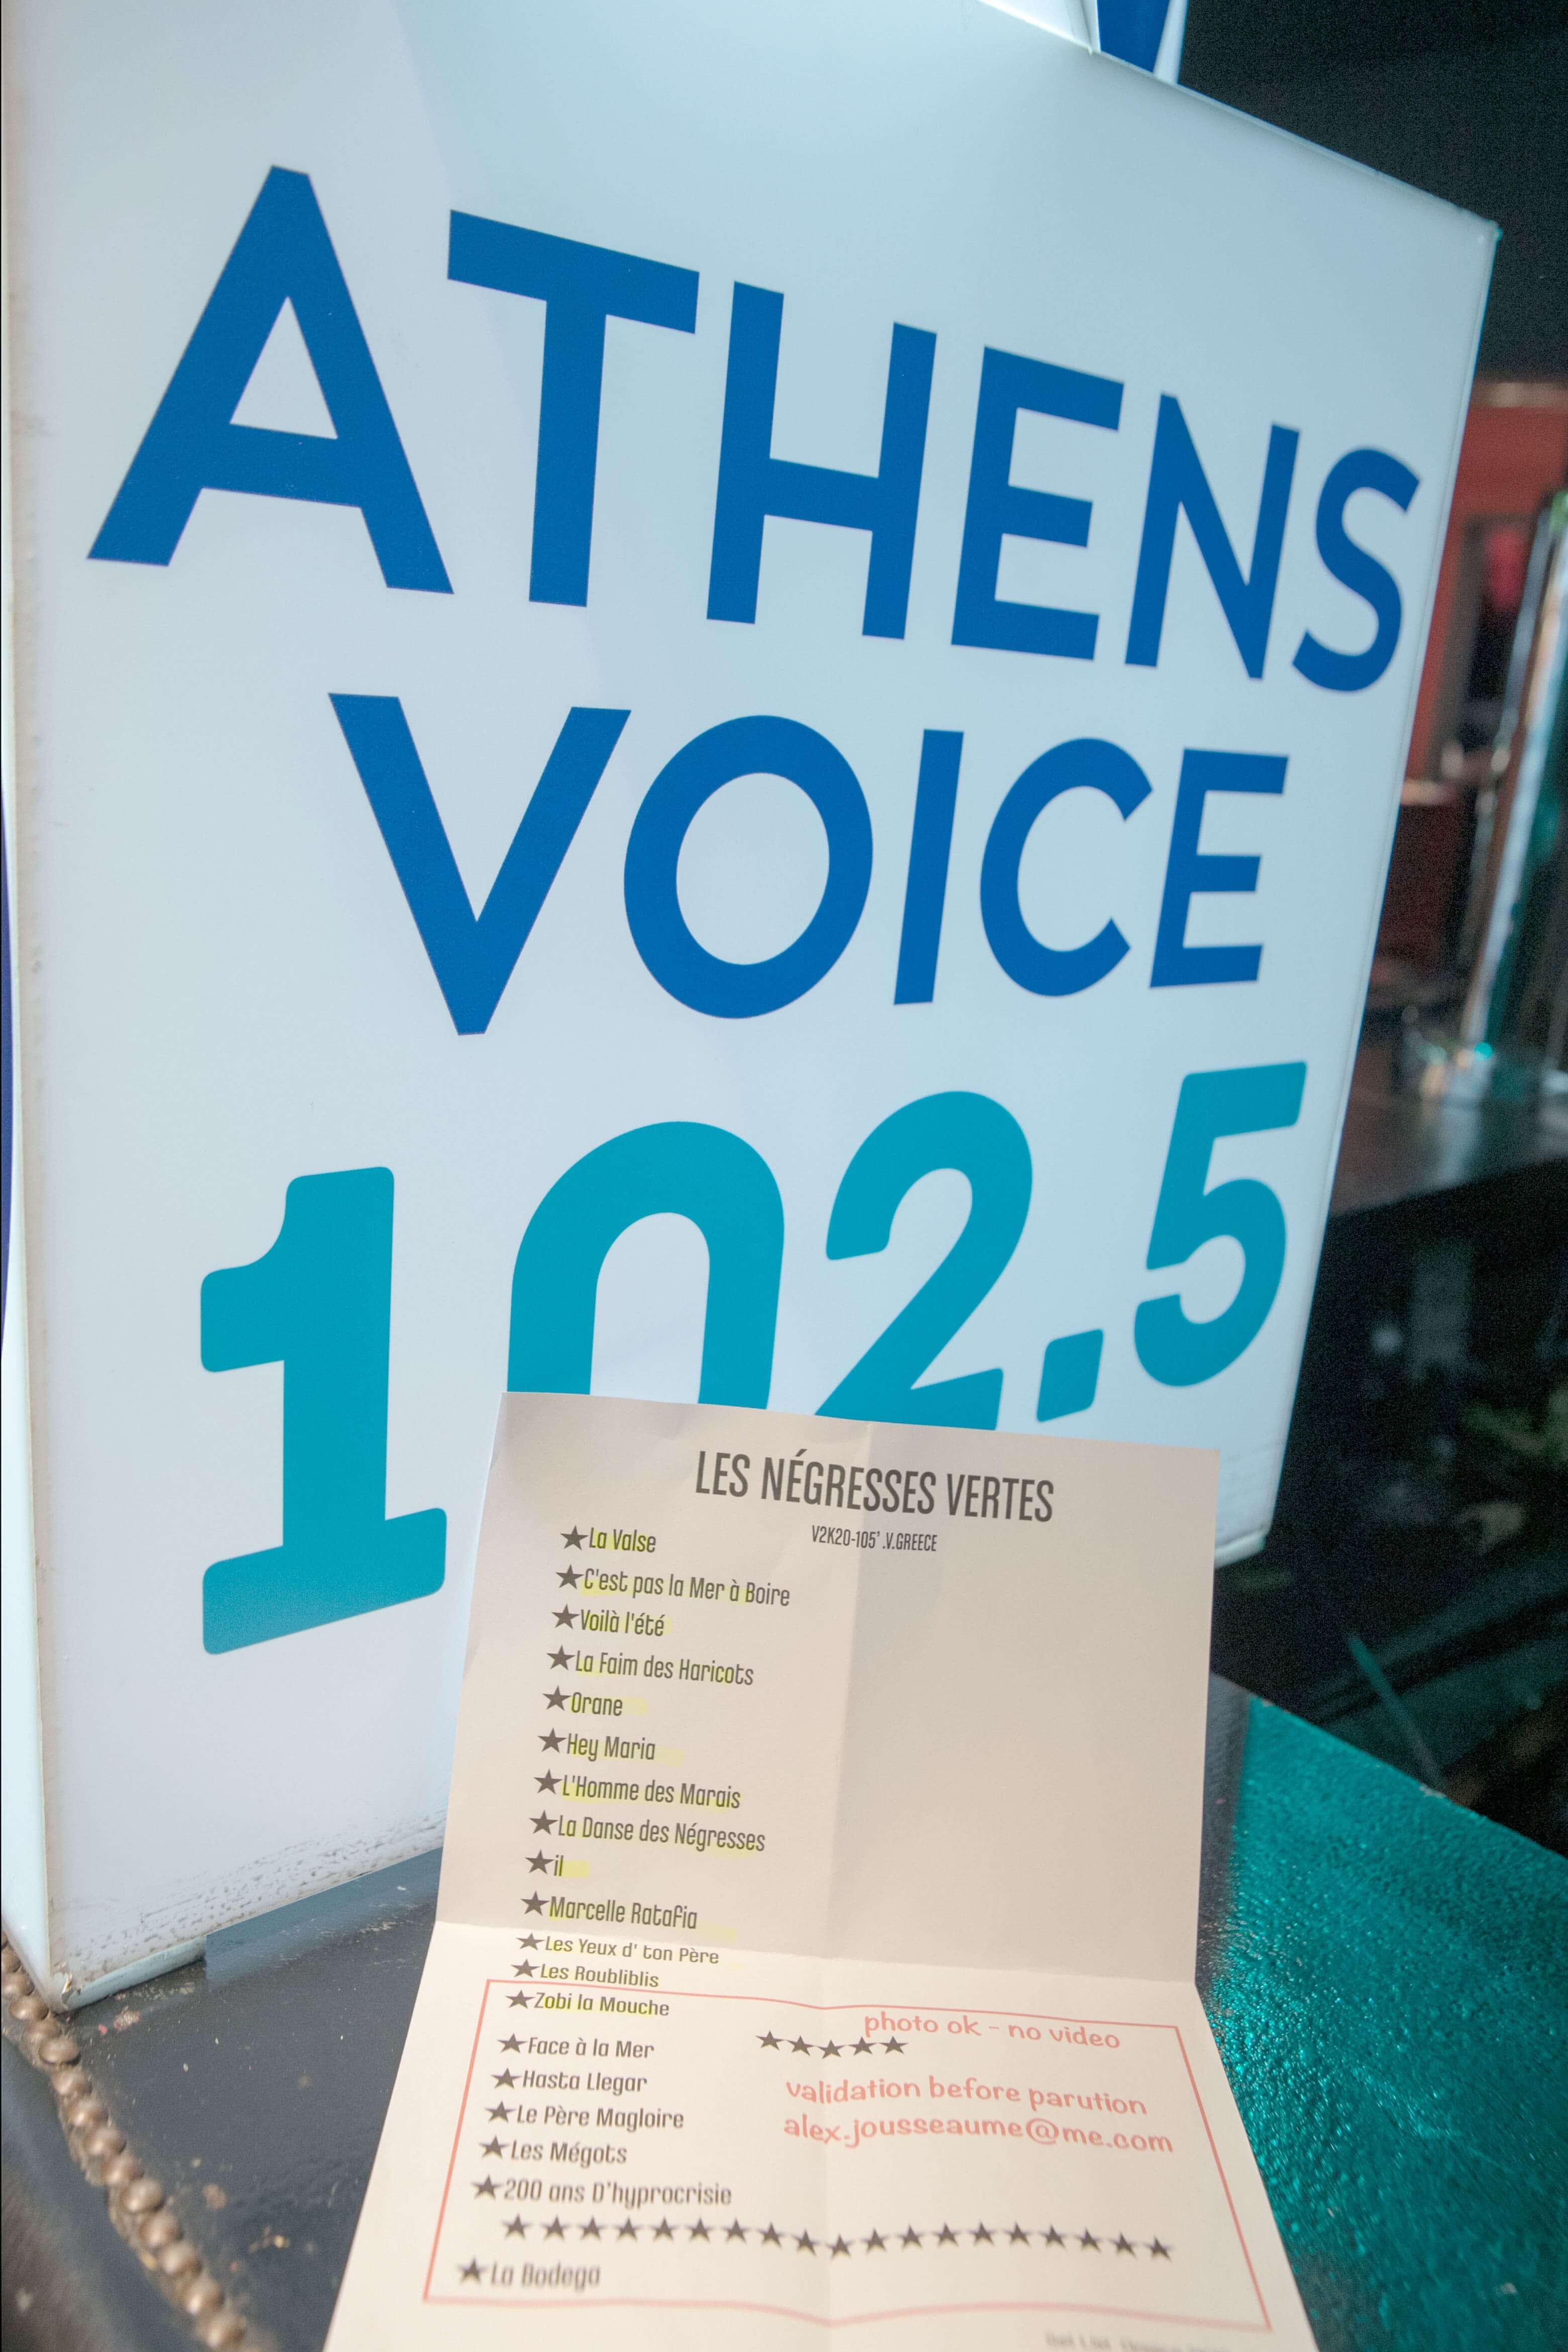 ATHENS
VOICE
102.5
LES NÉGRESSES VERTES
V2K20-105' .V.GREECE
★La Valse
★C'est pas la Mer à Boire
★Voilà l'été
★La Faim des Haricots
★Orane
★Hey Maria
★L'Homme des Marais
★La Danse des Négresses
★il
★Marcelle Ratafia
★Les Yeux d' ton Père
★Les Roubliblis
★Zobi la Mouche
photo ok - no video
★Face à la Mer ★★★★★
★Hasta Llegar
validation before parution
★Le Père Magloire
alex.jousseaume@me.com
★Les Mégots
★200 ans D'hyprocrisie
★★★★★★★★★★★★★★★★★★★
★La Bodega